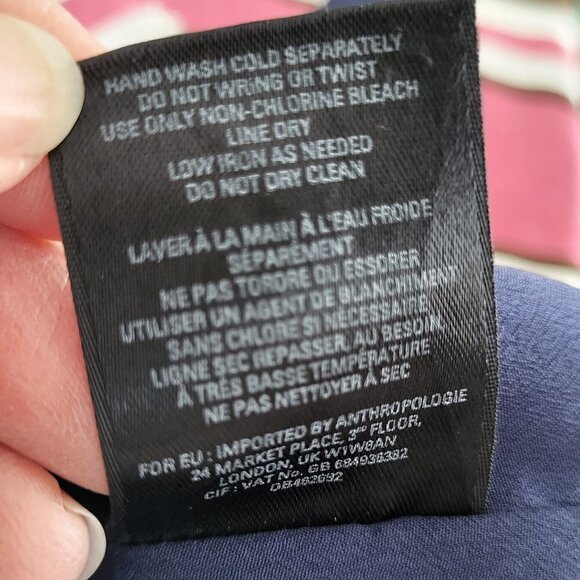 HAND WASH COLD SEPARATELY
DO NOT WRING OR TWIST
USE ONLY NON-CHLORINE BLEACH
LINE DRY
LOW IRON AS NEEDED
DO NOT DRY CLEAN
LAVER À LA MAIN À L'EAU FROIDE
SÉPARÉMENT
NE PAS TORDRE OU ESSORER
UTILISER UN AGENT DE BLANCHIMENT
SANS CHLORE SI NÉCESSAIRE
LIGNE SEC REPASSER, AU BESOIN,
À TRÈS BASSE TEMPÉRATURE
NE PAS NETTOYER À SEC
FOR EU : IMPORTED BY ANTHROPOLOGIE
24 MARKET PLACE, 3RD FLOOR,
LONDON, UK W1W8AN
CIF : VAT No. GB 684936382
GB462692